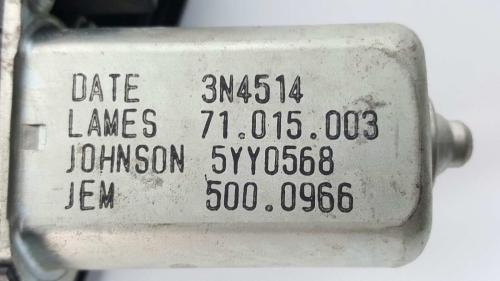 DATE 3N4514
LAMES 71.015.003
JOHNSON 5YY0568
JEM 500.0966